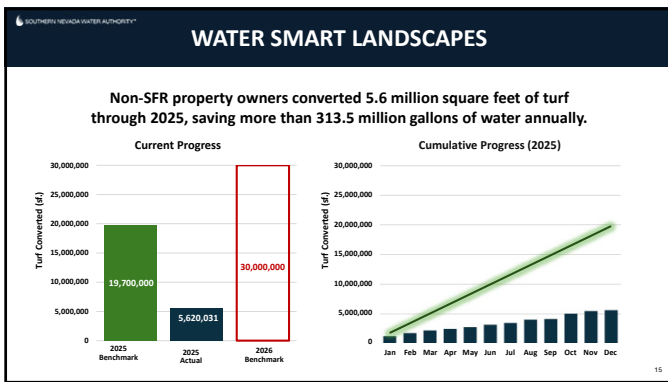 SOUTHERN NEVADA WATER AUTHORITY™
WATER SMART LANDSCAPES
Non-SFR property owners converted 5.6 million square feet of turf
through 2025, saving more than 313.5 million gallons of water annually.
Current Progress
Turf Converted (sf.)
30,000,000
25,000,000
20,000,000
15,000,000
10,000,000
5,000,000
0
19,700,000
5,620,031
30,000,000
2025
Benchmark
2025
Actual
2026
Benchmark
Cumulative Progress (2025)
Turf Converted (sf.)
30,000,000
25,000,000
20,000,000
15,000,000
10,000,000
5,000,000
0
Jan Feb Mar Apr May Jun Jul Aug Sep Oct Nov Dec
15